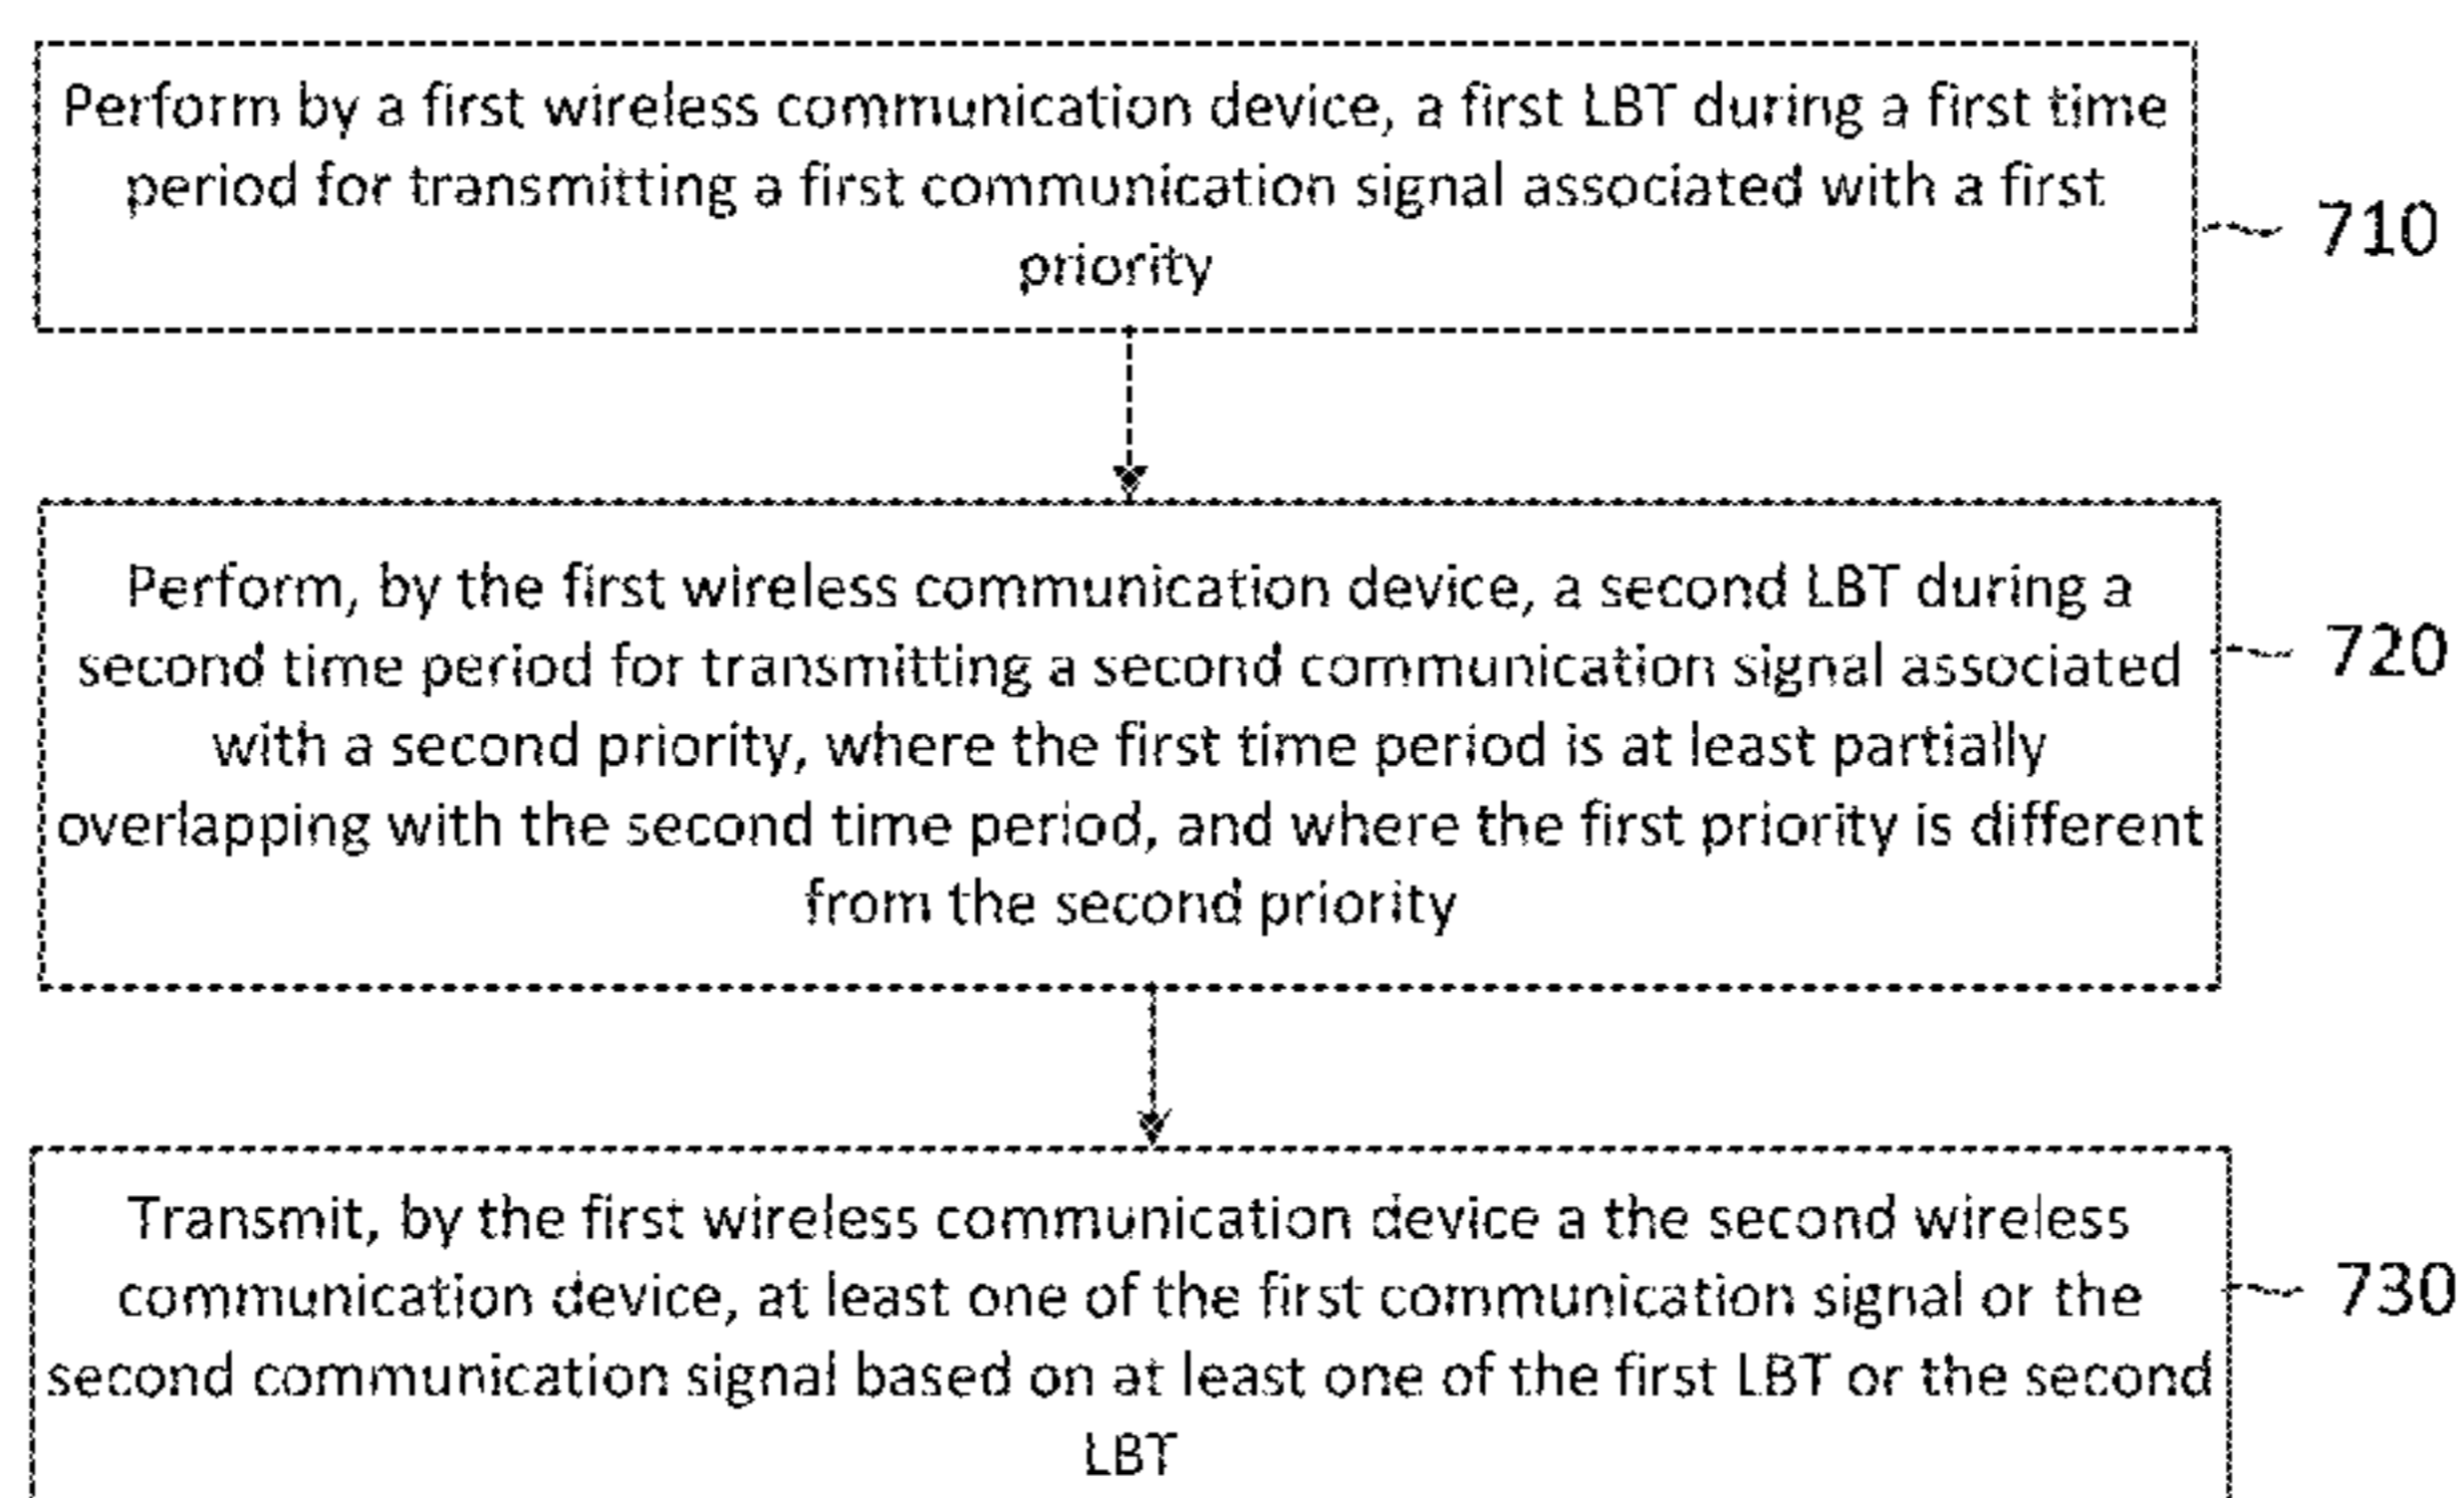 Perform by a first wireless communication device, a first LBT during a first time
period for transmitting a first communication signal associated with a first
priority
710
Perform, by the first wireless communication device, a second LBT during a
second time period for transmitting a second communication signal associated
with a second priority, where the first time period is at least partially
overlapping with the second time period, and where the first priority is different
from the second priority
720
Transmit, by the first wireless communication device a the second wireless
communication device, at least one of the first communication signal or the
second communication signal based on at least one of the first LBT or the second
LBT
730